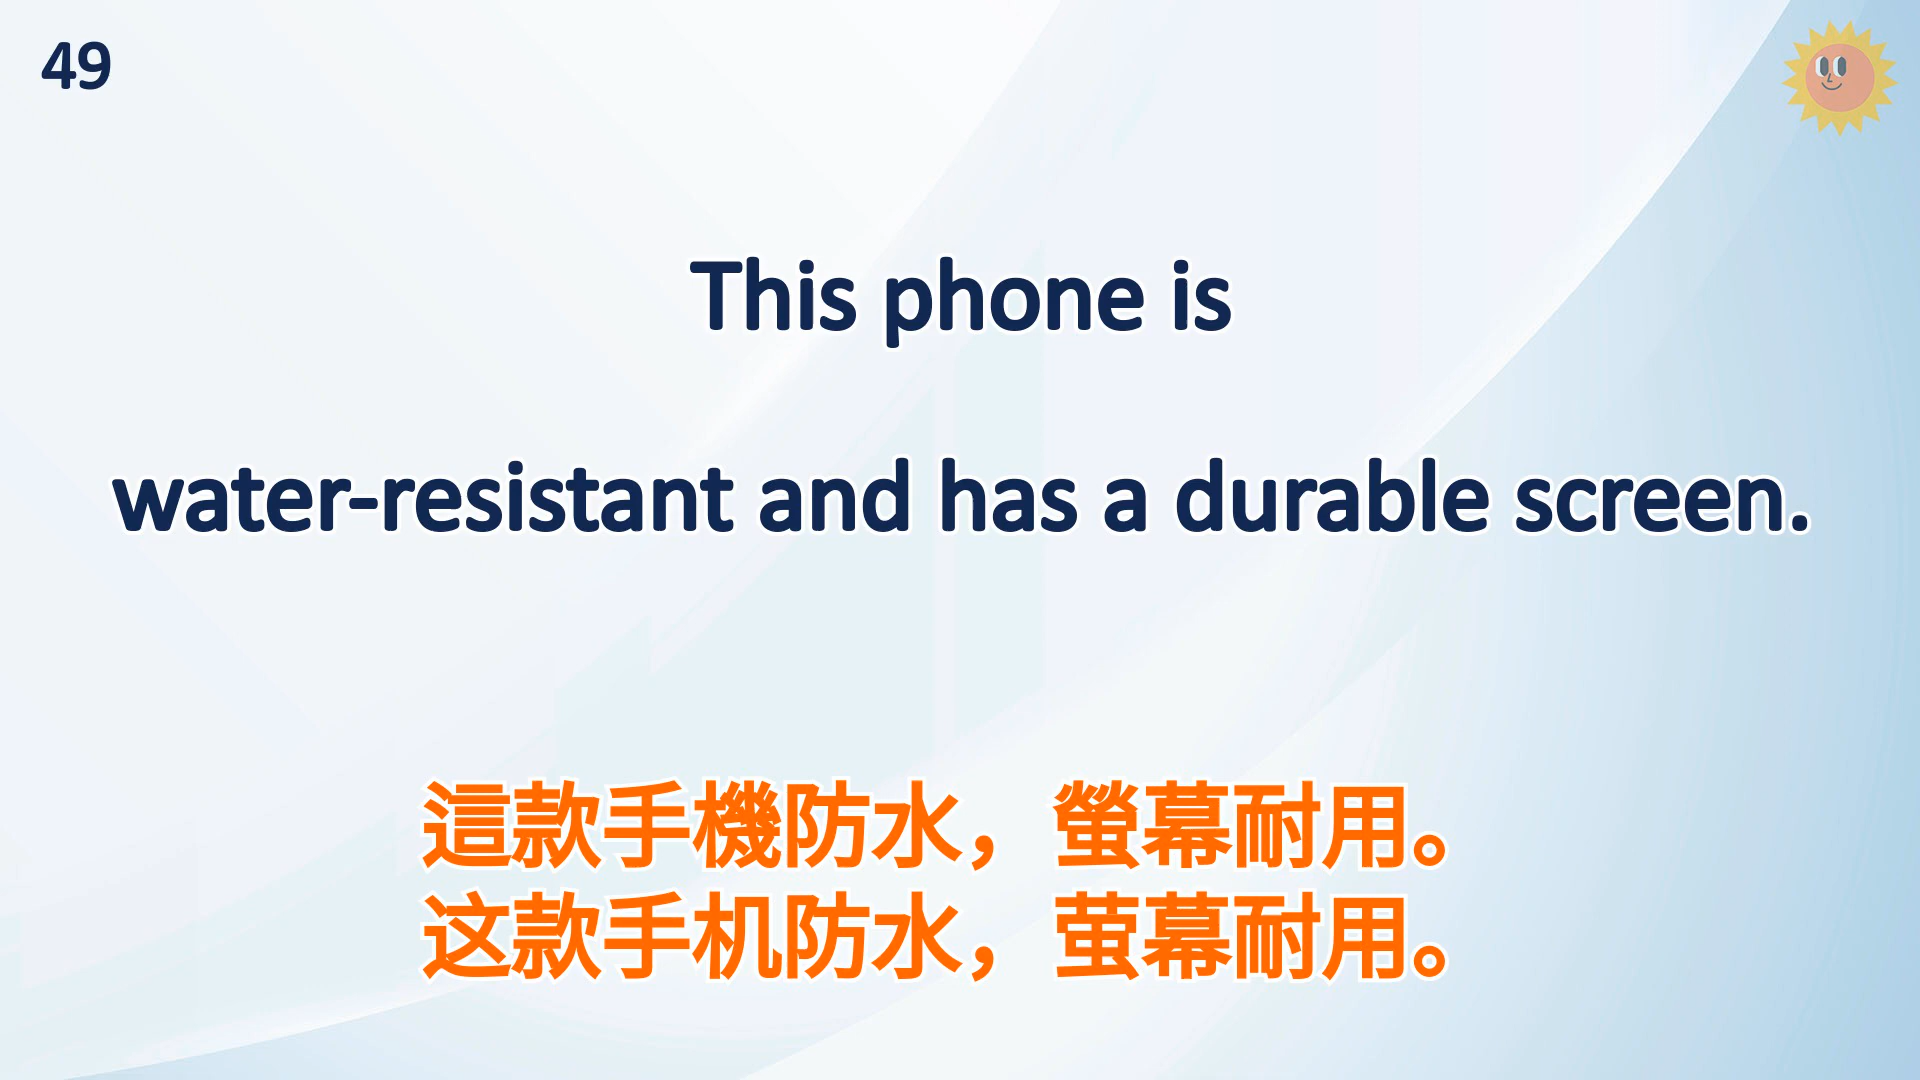 49
This phone is
water-resistant and has a durable screen.
這款手機防水，螢幕耐用。
这款手机防水，萤幕耐用。